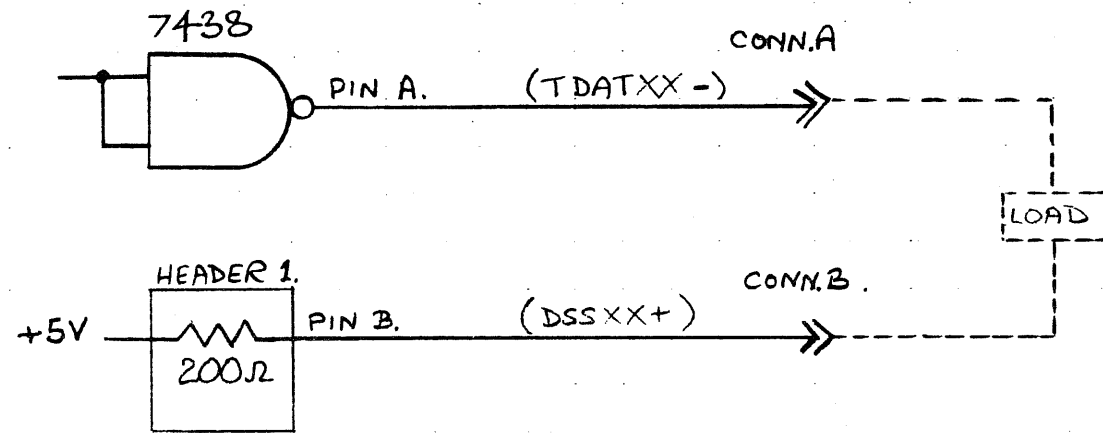 7438
CONN.A
PIN A.
(TDATXX-)
LOAD
HEADER 1.
CONN.B.
+5V
PIN B.
(DSSXX+)
200Ω